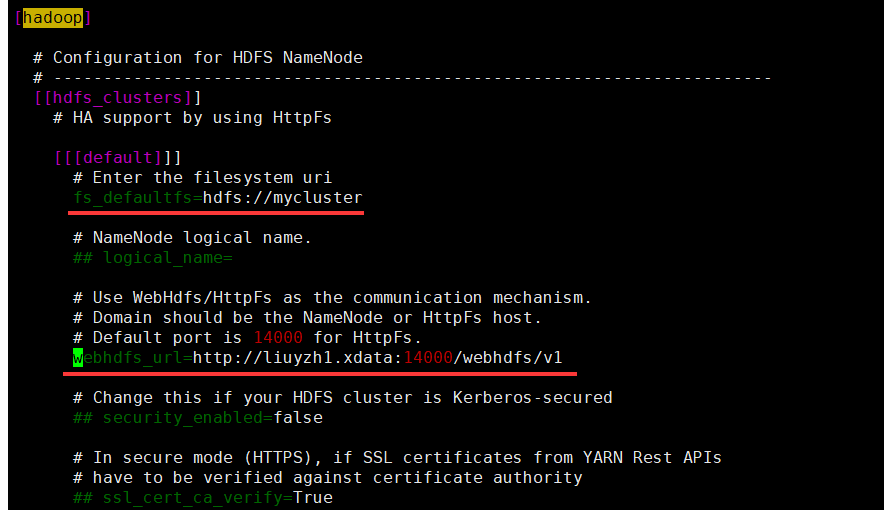 [hadoop]
# Configuration for HDFS NameNode
# ------------------------------------------------------------------------
[[hdfs_clusters]]
# HA support by using HttpFs
[[[default]]]
# Enter the filesystem uri
fs_defaultfs=hdfs://mycluster
# NameNode logical name.
## logical_name=
# Use WebHdfs/HttpFs as the communication mechanism.
# Domain should be the NameNode or HttpFs host.
# Default port is 14000 for HttpFs.
webhdfs_url=http://liuyzh1.xdata:14000/webhdfs/v1
# Change this if your HDFS cluster is Kerberos-secured
## security_enabled=false
# In secure mode (HTTPS), if SSL certificates from YARN Rest APIs
# have to be verified against certificate authority
## ssl_cert_ca_verify=True